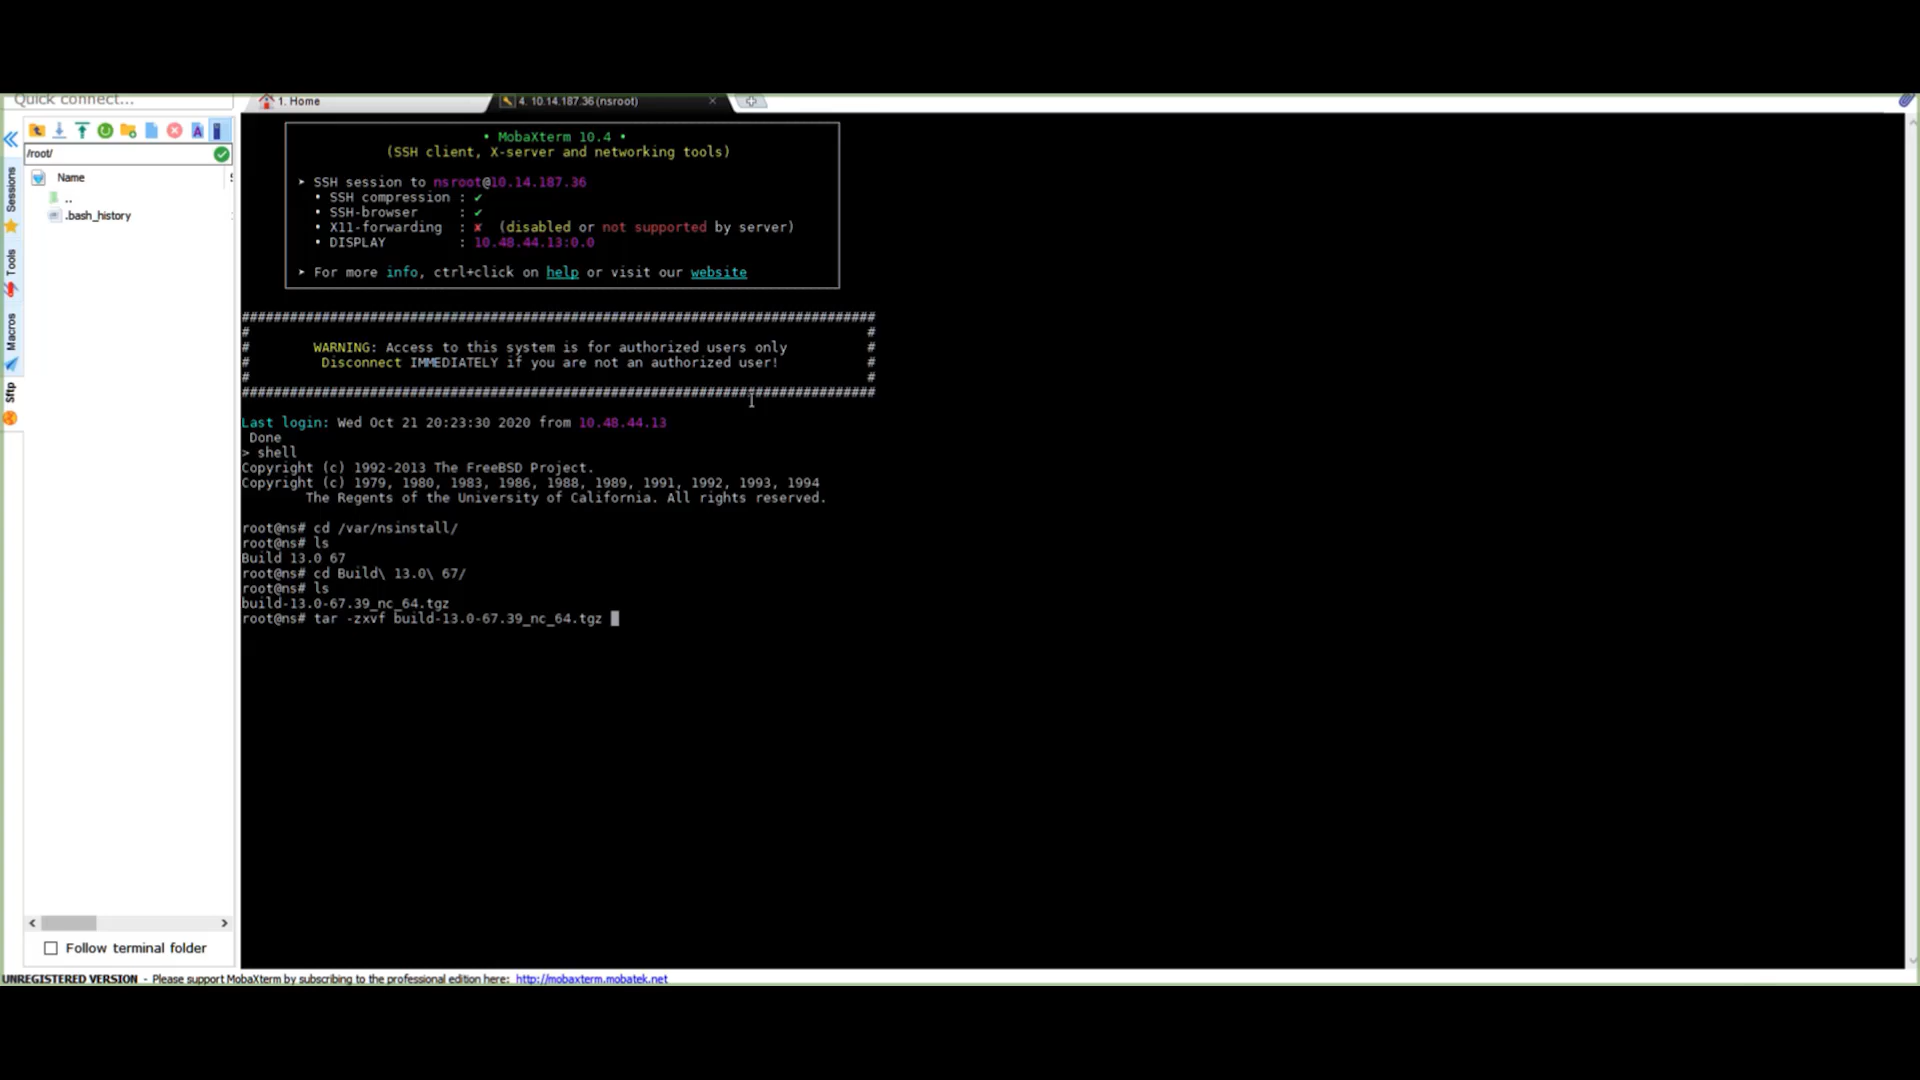 Quick connect...
1. Home
4. 10.14.187.36 (nsroot)
/root/
Name
..
.bash_history
Sessions
Tools
Macros
Sftp
• MobaXterm 10.4 •
(SSH client, X-server and networking tools)
➤ SSH session to nsroot@10.14.187.36
• SSH compression : ✔
• SSH-browser : ✔
• X11-forwarding : ✘ (disabled or not supported by server)
• DISPLAY : 10.48.44.13:0.0
➤ For more info, ctrl+click on help or visit our website
###############################################################################
# #
# WARNING: Access to this system is for authorized users only #
# Disconnect IMMEDIATELY if you are not an authorized user! #
# #
###############################################################################
Last login: Wed Oct 21 20:23:30 2020 from 10.48.44.13
Done
> shell
Copyright (c) 1992-2013 The FreeBSD Project.
Copyright (c) 1979, 1980, 1983, 1986, 1988, 1989, 1991, 1992, 1993, 1994
The Regents of the University of California. All rights reserved.
root@ns# cd /var/nsinstall/
root@ns# ls
Build 13.0 67
root@ns# cd Build\ 13.0\ 67/
root@ns# ls
build-13.0-67.39_nc_64.tgz
root@ns# tar -zxvf build-13.0-67.39_nc_64.tgz
Follow terminal folder
UNREGISTERED VERSION - Please support MobaXterm by subscribing to the professional edition here: http://mobaxterm.mobatek.net